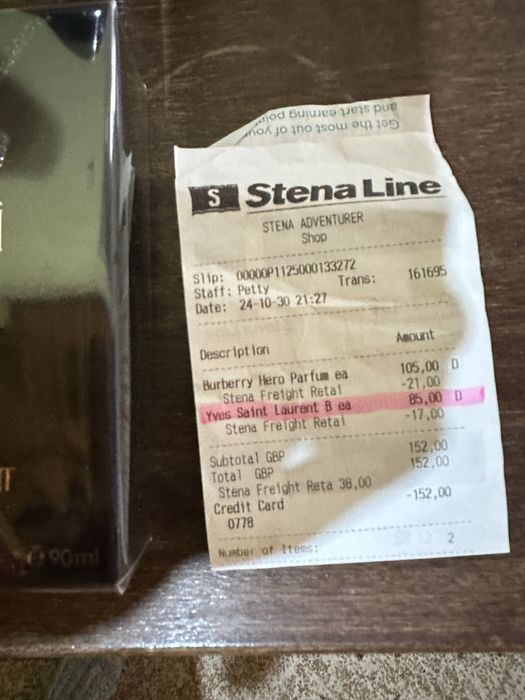 Get the most out of your
and start earning poin
S Stena Line
STENA ADVENTURER
Shop
Slip: 00000P1125000133272
Staff: Petty Trans: 161695
Date: 24-10-30 21:27
Description Amount
Burberry Hero Parfum ea 105,00 D
Stena Freight Retai -21,00
Yves Saint Laurent B ea 85,00 D
Stena Freight Retai -17,00
Subtotal GBP 152,00
Total GBP 152,00
Stena Freight Reta 38,00
Credit Card -152,00
0778
Number of Items: 2
e 90ml